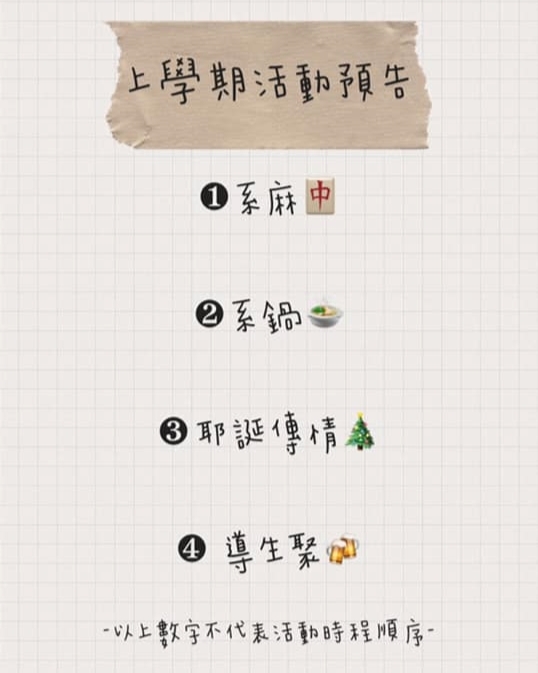 上學期活動預告
❶系麻🀄
❷系鍋🍲
❸耶誕傳情🎄
❹ 導生聚🍻
-以上數字不代表活動時程順序-